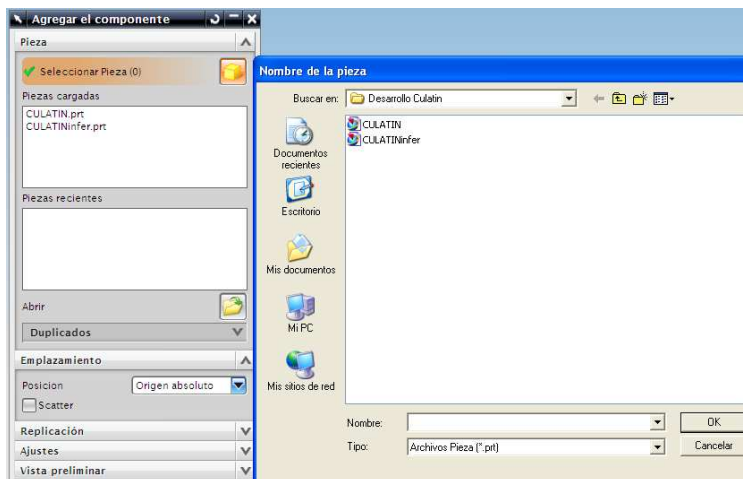 Agregar el componente
Pieza
Seleccionar Pieza (0)
Piezas cargadas
CULATIN.prt
CULATINinfer.prt
Piezas recientes
Abrir
Duplicados
Emplazamiento
Posicion Origen absoluto
Scatter
Replicación
Ajustes
Vista preliminar
Nombre de la pieza
Buscar en: Desarrollo Culatin
CULATIN
CULATINinfer
Documentos
recientes
Escritorio
Mis documentos
Mi PC
Mis sitios de red
Nombre: OK
Tipo: Archivos Pieza (*.prt) Cancelar